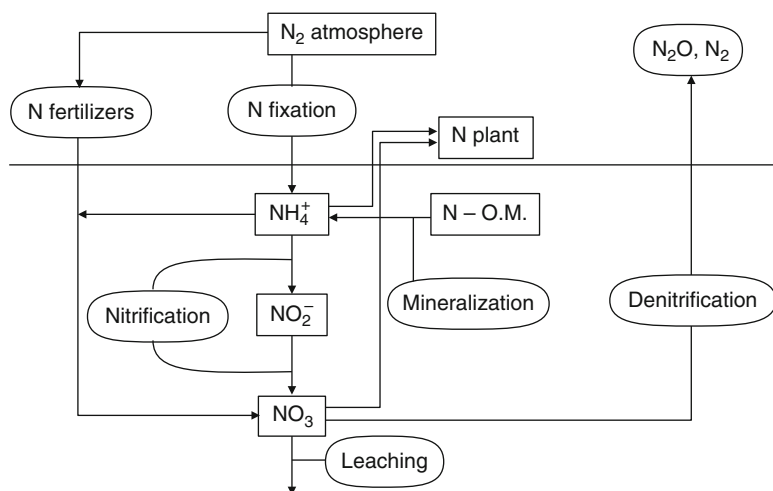 N₂ atmosphere
N₂O, N₂
N fertilizers
N fixation
N plant
NH₄⁺
N – O.M.
Nitrification
NO₂⁻
Mineralization
Denitrification
NO₃
Leaching